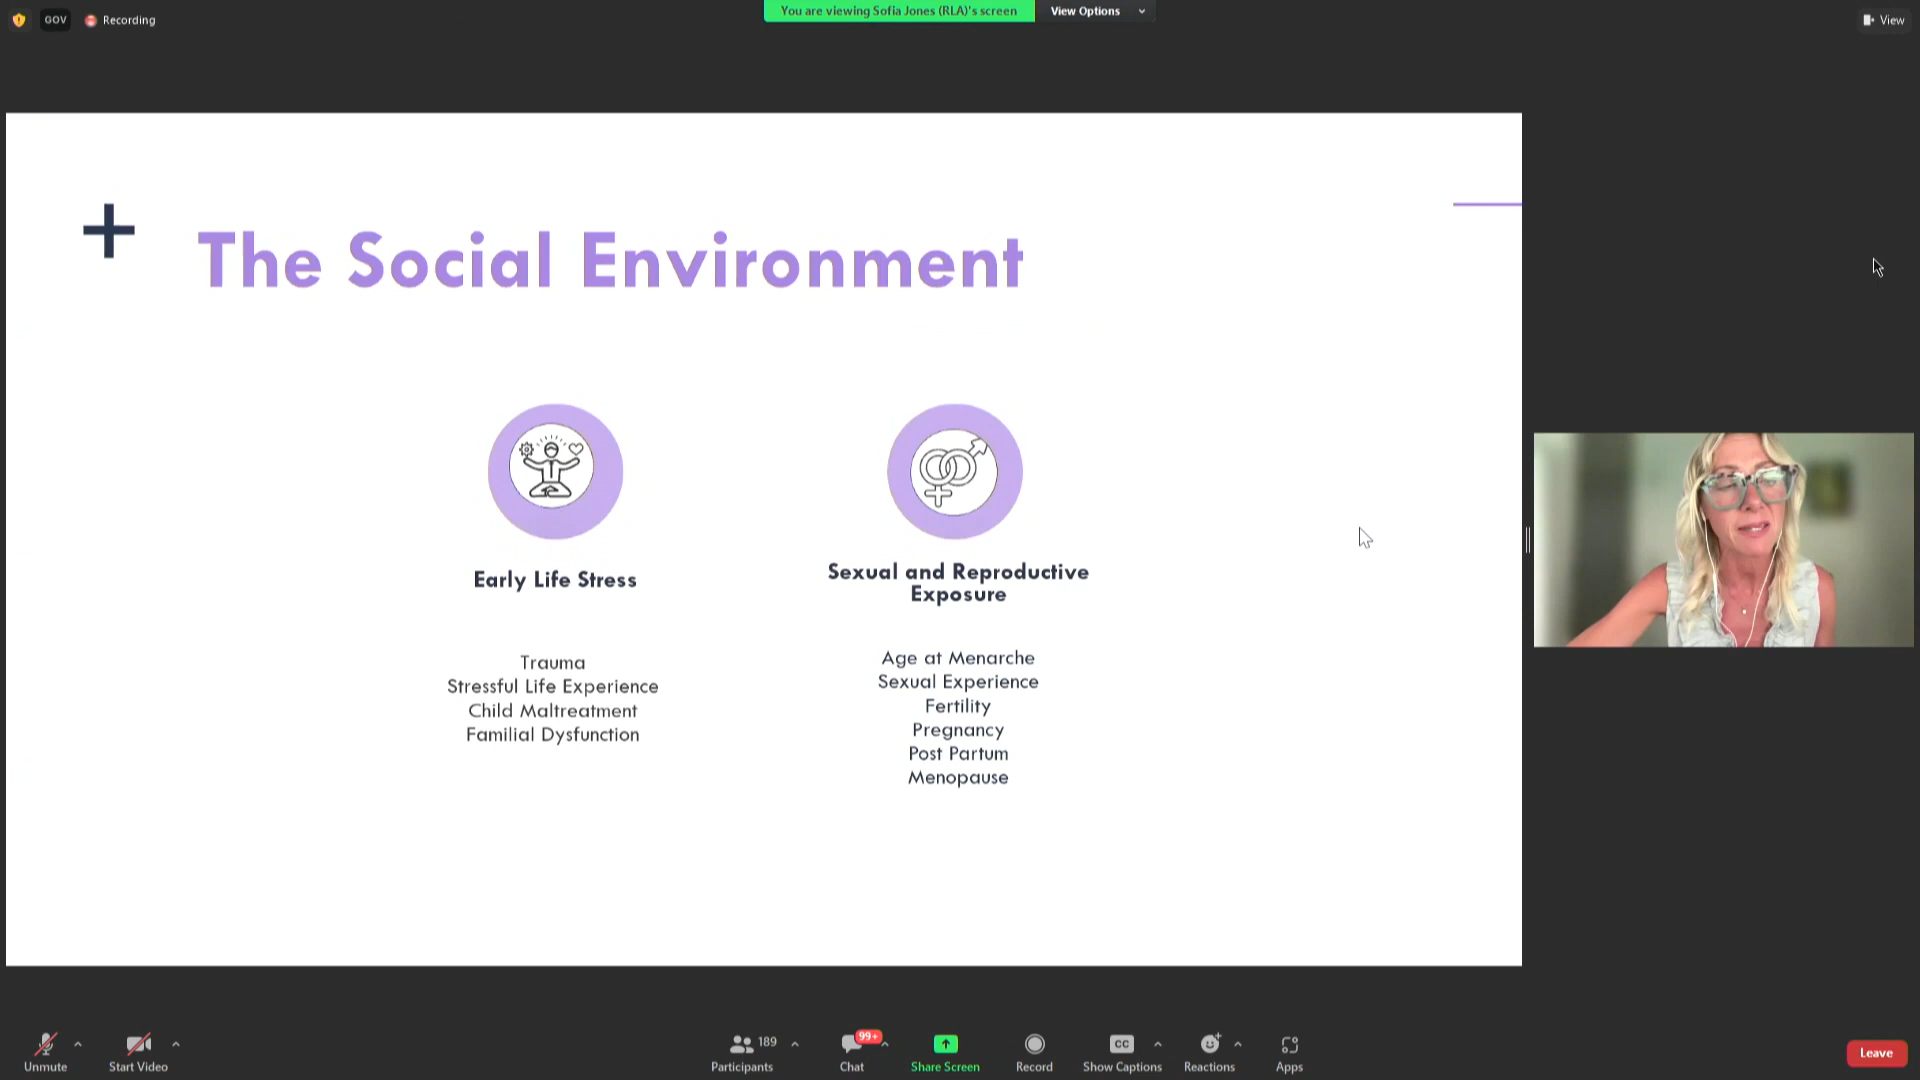 GOV
Recording
You are viewing Sofia Jones (RLA)'s screen
View Options
View
The Social Environment
Early Life Stress
Trauma
Stressful Life Experience
Child Maltreatment
Familial Dysfunction
Sexual and Reproductive
Exposure
Age at Menarche
Sexual Experience
Fertility
Pregnancy
Post Partum
Menopause
Unmute
Start Video
189
Participants
99+
Chat
Share Screen
Record
CC
Show Captions
Reactions
Apps
Leave